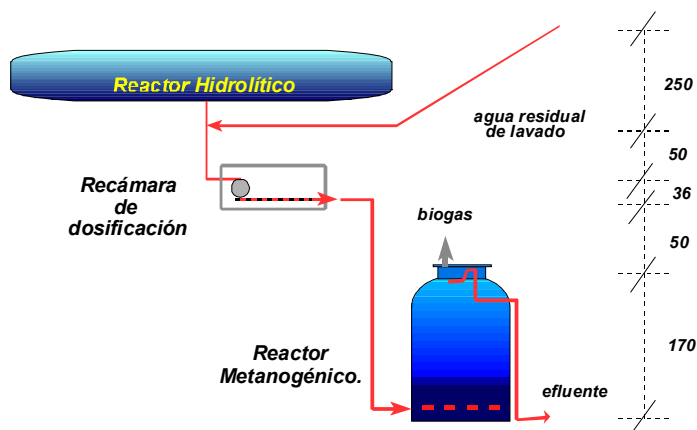 Reactor Hidrolítico
250
agua residual
de lavado
50
36
Recámara
de
dosificación
biogas
50
Reactor
Metanogénico.
170
efluente